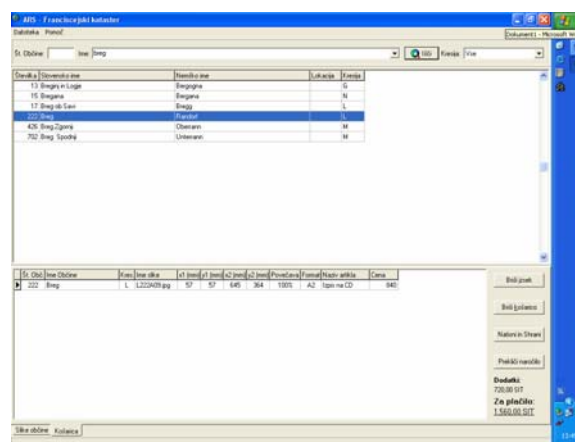 ARS - Franciscejski kataster
Datoteka Pomoč
Dokument1 - Microsoft W
Št. Občine Ime breg Išči Kresija Vse
Številka Slovensko ime Nemško ime Lokacija Kresija
13 Breginj in Logje Bergogna G
15 Bregana Bregana N
17 Breg ob Savi Bregg L
222 Breg Randorf L
426 Breg Zgornji Obernann M
702 Breg Spodnji Unterrann M
Št. Obč Ime Občine Kres Ime slike x1 (mm) y1 (mm) x2 (mm) y2 (mm) Povečava Format Naziv artikla Cena
222 Breg L L222A09.jpg 57 57 645 364 100% A2 Izpis na CD 840
Briši izsek
Briši košarico
Natisni in Shrani
Prekliči naročilo
Dodatki:
720,00 SIT
Za plačilo:
1.560,00 SIT
Slike občine Košarica